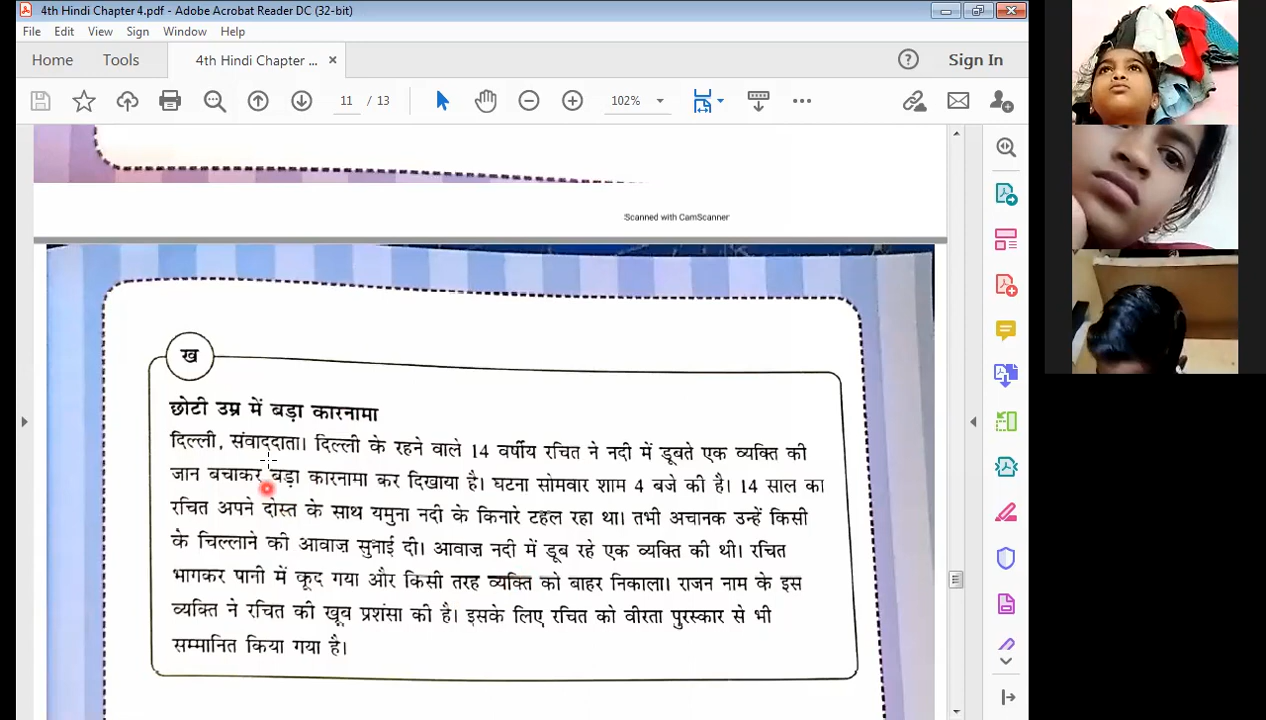 4th Hindi Chapter 4.pdf - Adobe Acrobat Reader DC (32-bit)
File Edit View Sign Window Help
Home Tools 4th Hindi Chapter ... × Sign In
11 / 13 102%
Scanned with CamScanner
ख
छोटी उम्र में बड़ा कारनामा
दिल्ली, संवाददाता। दिल्ली के रहने वाले 14 वर्षीय रचित ने नदी में डूबते एक व्यक्ति की
जान बचाकर बड़ा कारनामा कर दिखाया है। घटना सोमवार शाम 4 बजे की है। 14 साल का
रचित अपने दोस्त के साथ यमुना नदी के किनारे टहल रहा था। तभी अचानक उन्हें किसी
के चिल्लाने की आवाज़ सुनाई दी। आवाज़ नदी में डूब रहे एक व्यक्ति की थी। रचित
भागकर पानी में कूद गया और किसी तरह व्यक्ति को बाहर निकाला। राजन नाम के इस
व्यक्ति ने रचित की खूब प्रशंसा की है। इसके लिए रचित को वीरता पुरस्कार से भी
सम्मानित किया गया है।